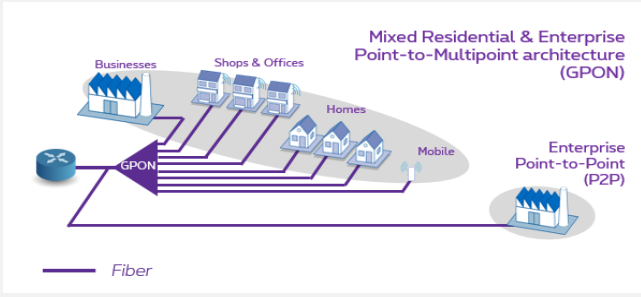 Mixed Residential & Enterprise
Point-to-Multipoint architecture
(GPON)
Businesses
Shops & Offices
Homes
Mobile
GPON
Enterprise
Point-to-Point
(P2P)
Fiber